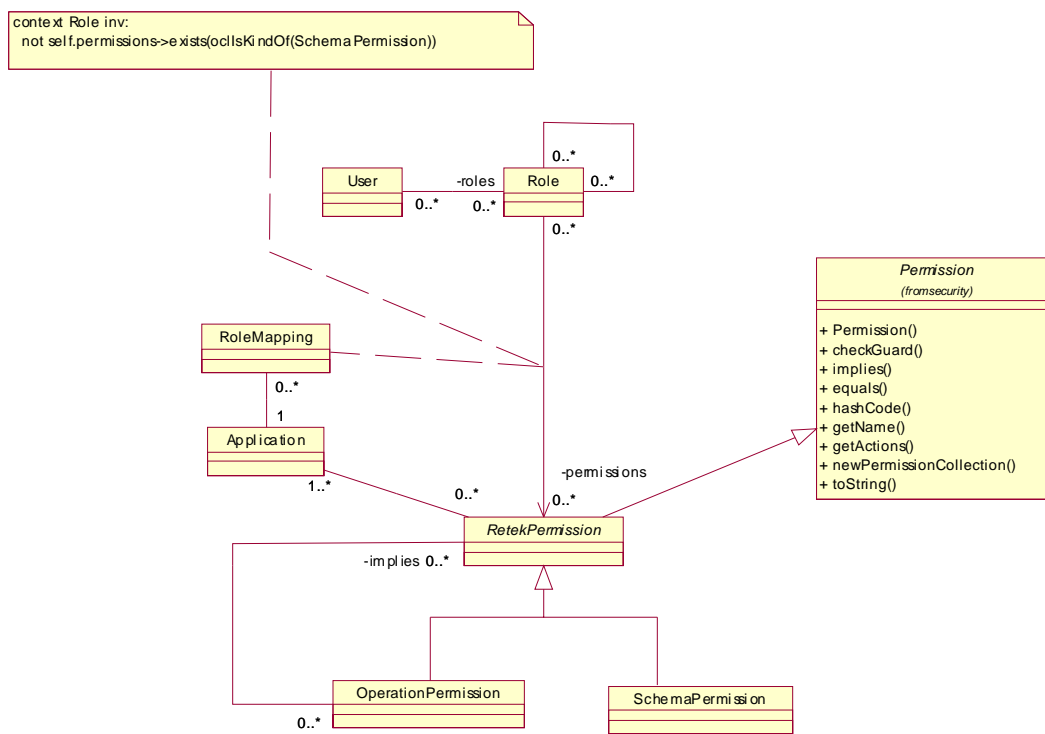 context Role inv:
not self.permissions->exists(oclIsKindOf(SchemaPermission))
0..*
User
-roles
Role
0..*
0..*
0..*
0..*
Permission
(fromsecurity)
+ Permission()
+ checkGuard()
+ implies()
+ equals()
+ hashCode()
+ getName()
+ getActions()
+ newPermissionCollection()
+ toString()
RoleMapping
0..*
1
Application
1..*
0..*
-permissions
0..*
RetekPermission
-implies 0..*
OperationPermission
0..*
SchemaPermission